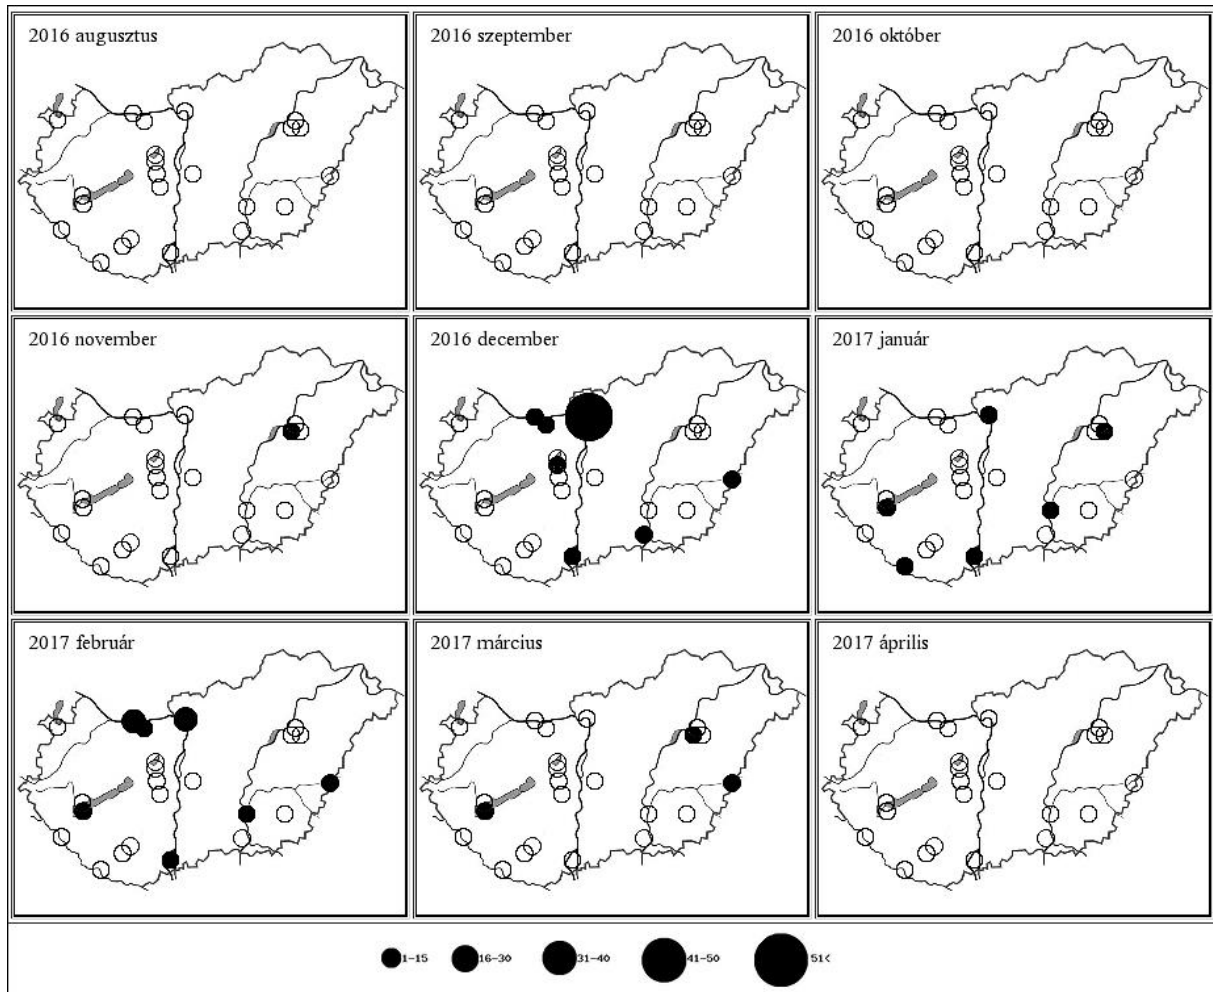 2016 augusztus
2016 szeptember
2016 október
2016 november
2016 december
2017 január
2017 február
2017 március
2017 április
1-15
16-30
31-40
41-50
51<